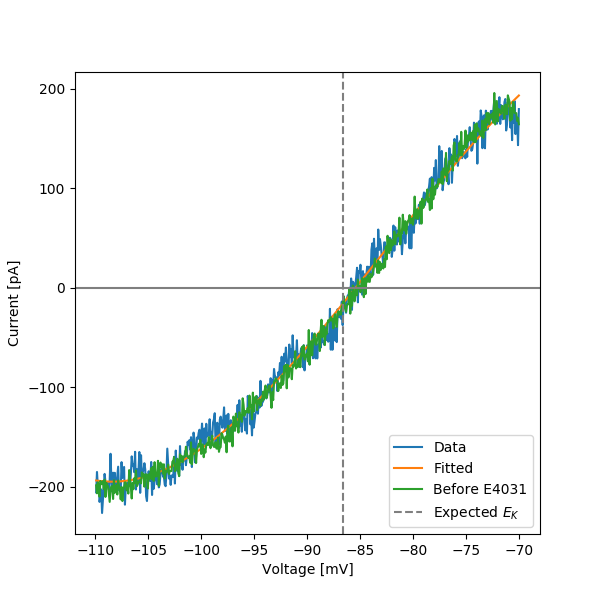 Current [pA]
200
100
0
−100
−200
−110
−105
−100
−95
−90
−85
−80
−75
−70
Voltage [mV]
Data
Fitted
Before E4031
Expected E_K